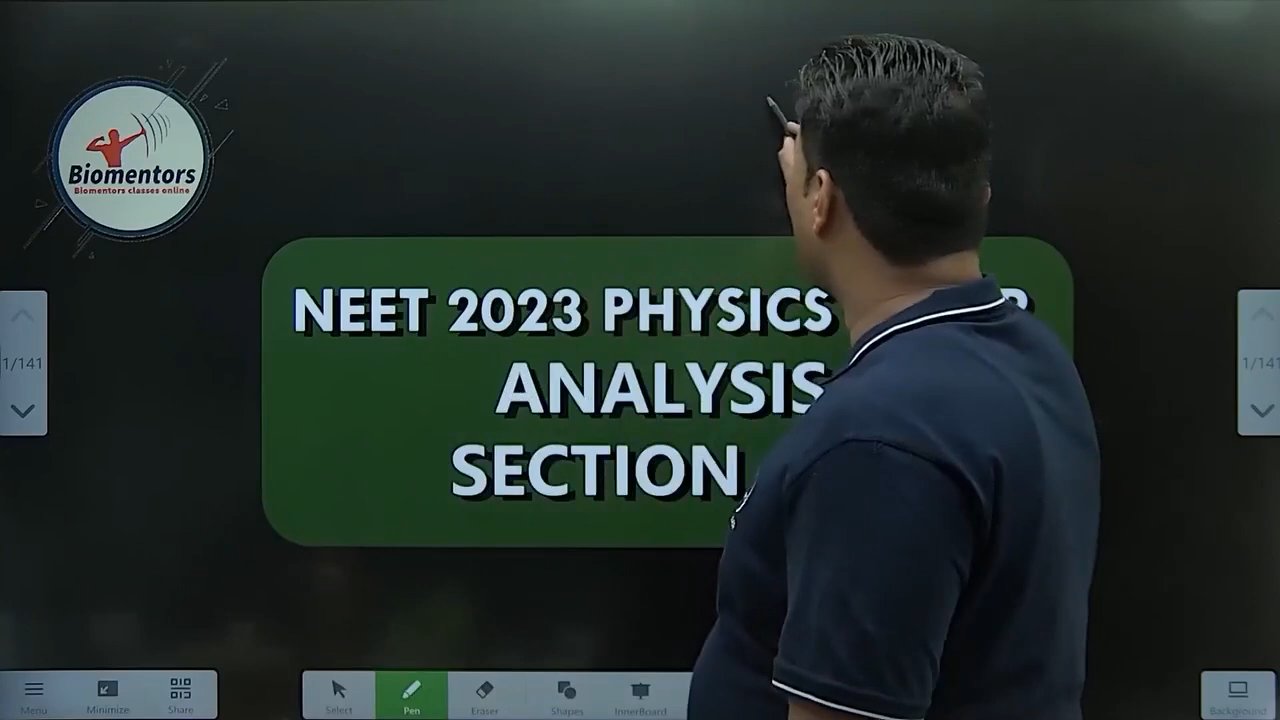 Biomentors
Biomentors classes online
NEET 2023 PHYSICS
ANALYSIS
SECTION
1/141
1/141
Menu
Minimize
Share
Select
Pen
Eraser
Shapes
InnerBoard
Background